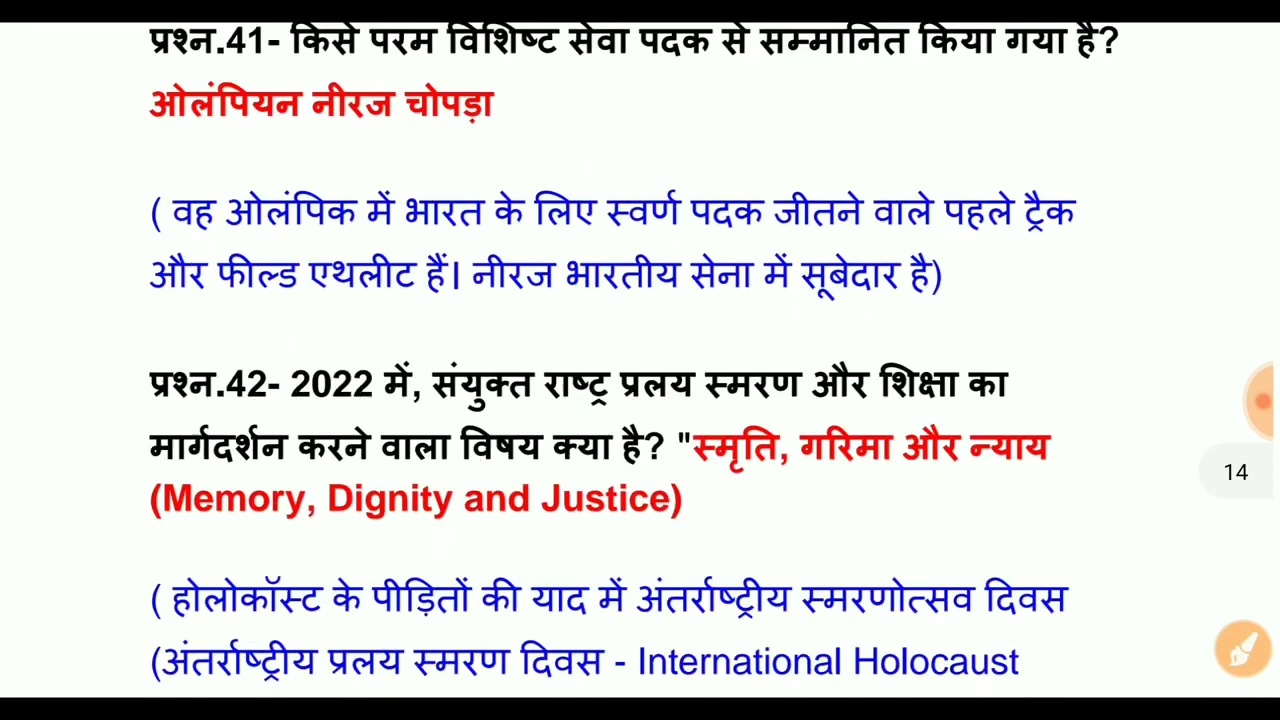 प्रश्न.41- किसे परम विशिष्ट सेवा पदक से सम्मानित किया गया है?
ओलंपियन नीरज चोपड़ा
( वह ओलंपिक में भारत के लिए स्वर्ण पदक जीतने वाले पहले ट्रैक
और फील्ड एथलीट हैं। नीरज भारतीय सेना में सूबेदार है)
प्रश्न.42- 2022 में, संयुक्त राष्ट्र प्रलय स्मरण और शिक्षा का
मार्गदर्शन करने वाला विषय क्या है? "स्मृति, गरिमा और न्याय
(Memory, Dignity and Justice)
14
( होलोकॉस्ट के पीड़ितों की याद में अंतर्राष्ट्रीय स्मरणोत्सव दिवस
(अंतर्राष्ट्रीय प्रलय स्मरण दिवस - International Holocaust